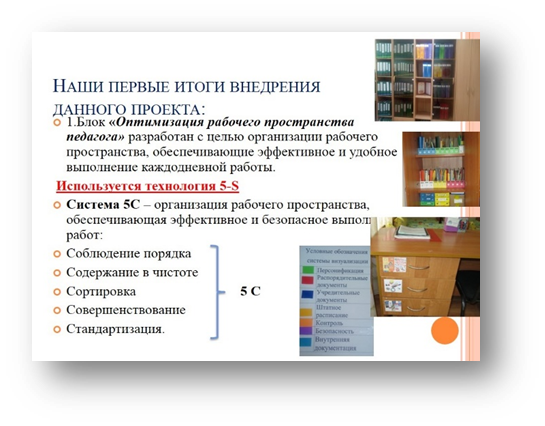 Наши первые итоги внедрения
данного проекта:
1.Блок «Оптимизация рабочего пространства
педагога» разработан с целью организации рабочего
пространства, обеспечивающие эффективное и удобное
выполнение каждодневной работы.
Используется технология 5-S
Система 5С – организация рабочего пространства,
обеспечивающая эффективное и безопасное выпол
работ:
Соблюдение порядка
Содержание в чистоте
Сортировка
Совершенствование
Стандартизация.
5 С
Условные обозначения
системы визуализации
Персонификация
Распорядительные
документы
Учредительные
документы
Штатное
расписание
Контроль
Безопасность
Внутренняя
документация